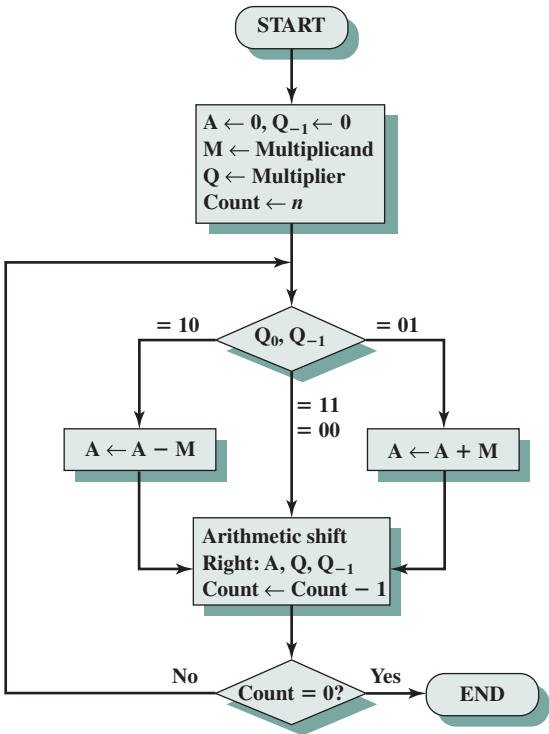 START
A ← 0, Q₋₁ ← 0
M ← Multiplicand
Q ← Multiplier
Count ← n
= 10
Q₀, Q₋₁
= 01
= 11
= 00
A ← A − M
A ← A + M
Arithmetic shift
Right: A, Q, Q₋₁
Count ← Count − 1
No
Count = 0?
Yes
END